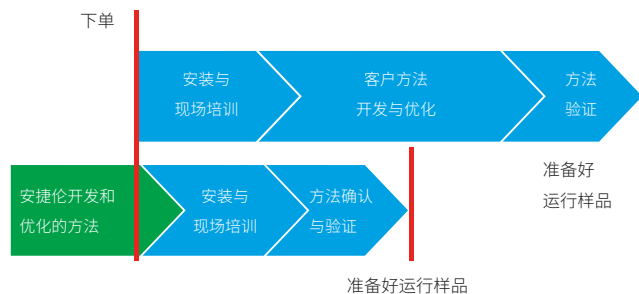 下单
安装与
现场培训
客户方法
开发与优化
方法
验证
准备好
运行样品
安捷伦开发和
优化的方法
安装与
现场培训
方法确认
与验证
准备好运行样品